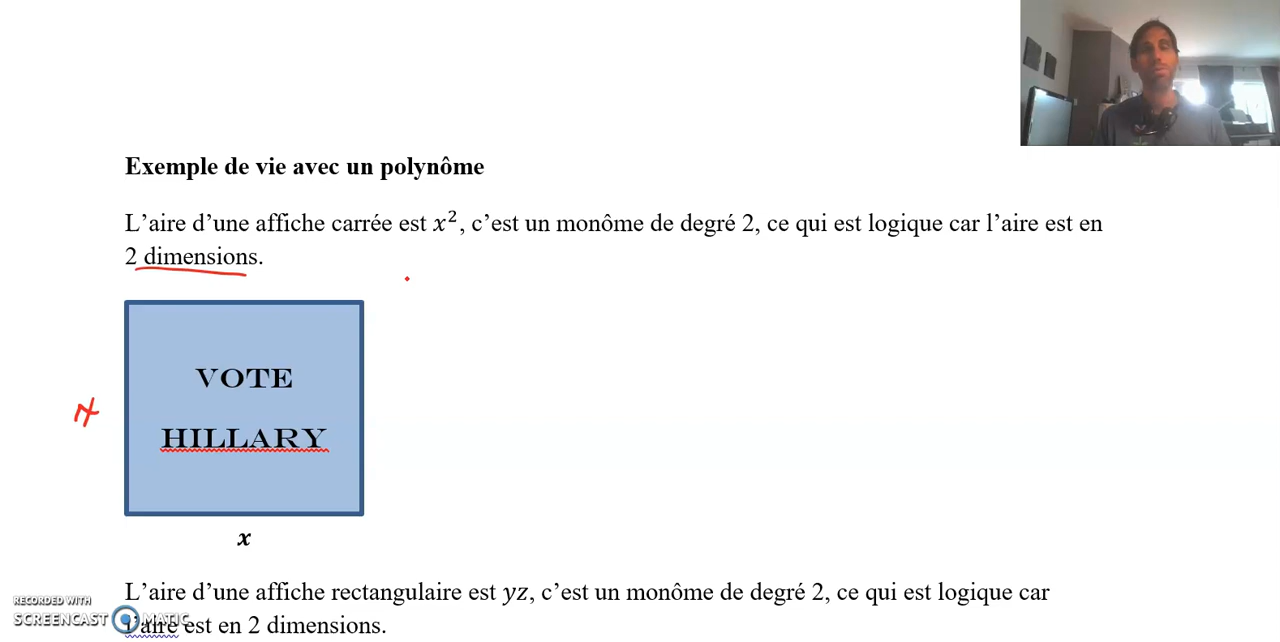 Exemple de vie avec un polynôme
L’aire d’une affiche carrée est x², c’est un monôme de degré 2, ce qui est logique car l’aire est en
2 dimensions.
VOTE
HILLARY
x
x
L’aire d’une affiche rectangulaire est yz, c’est un monôme de degré 2, ce qui est logique car
l’aire est en 2 dimensions.
RECORDED WITH
SCREENCAST MATIC